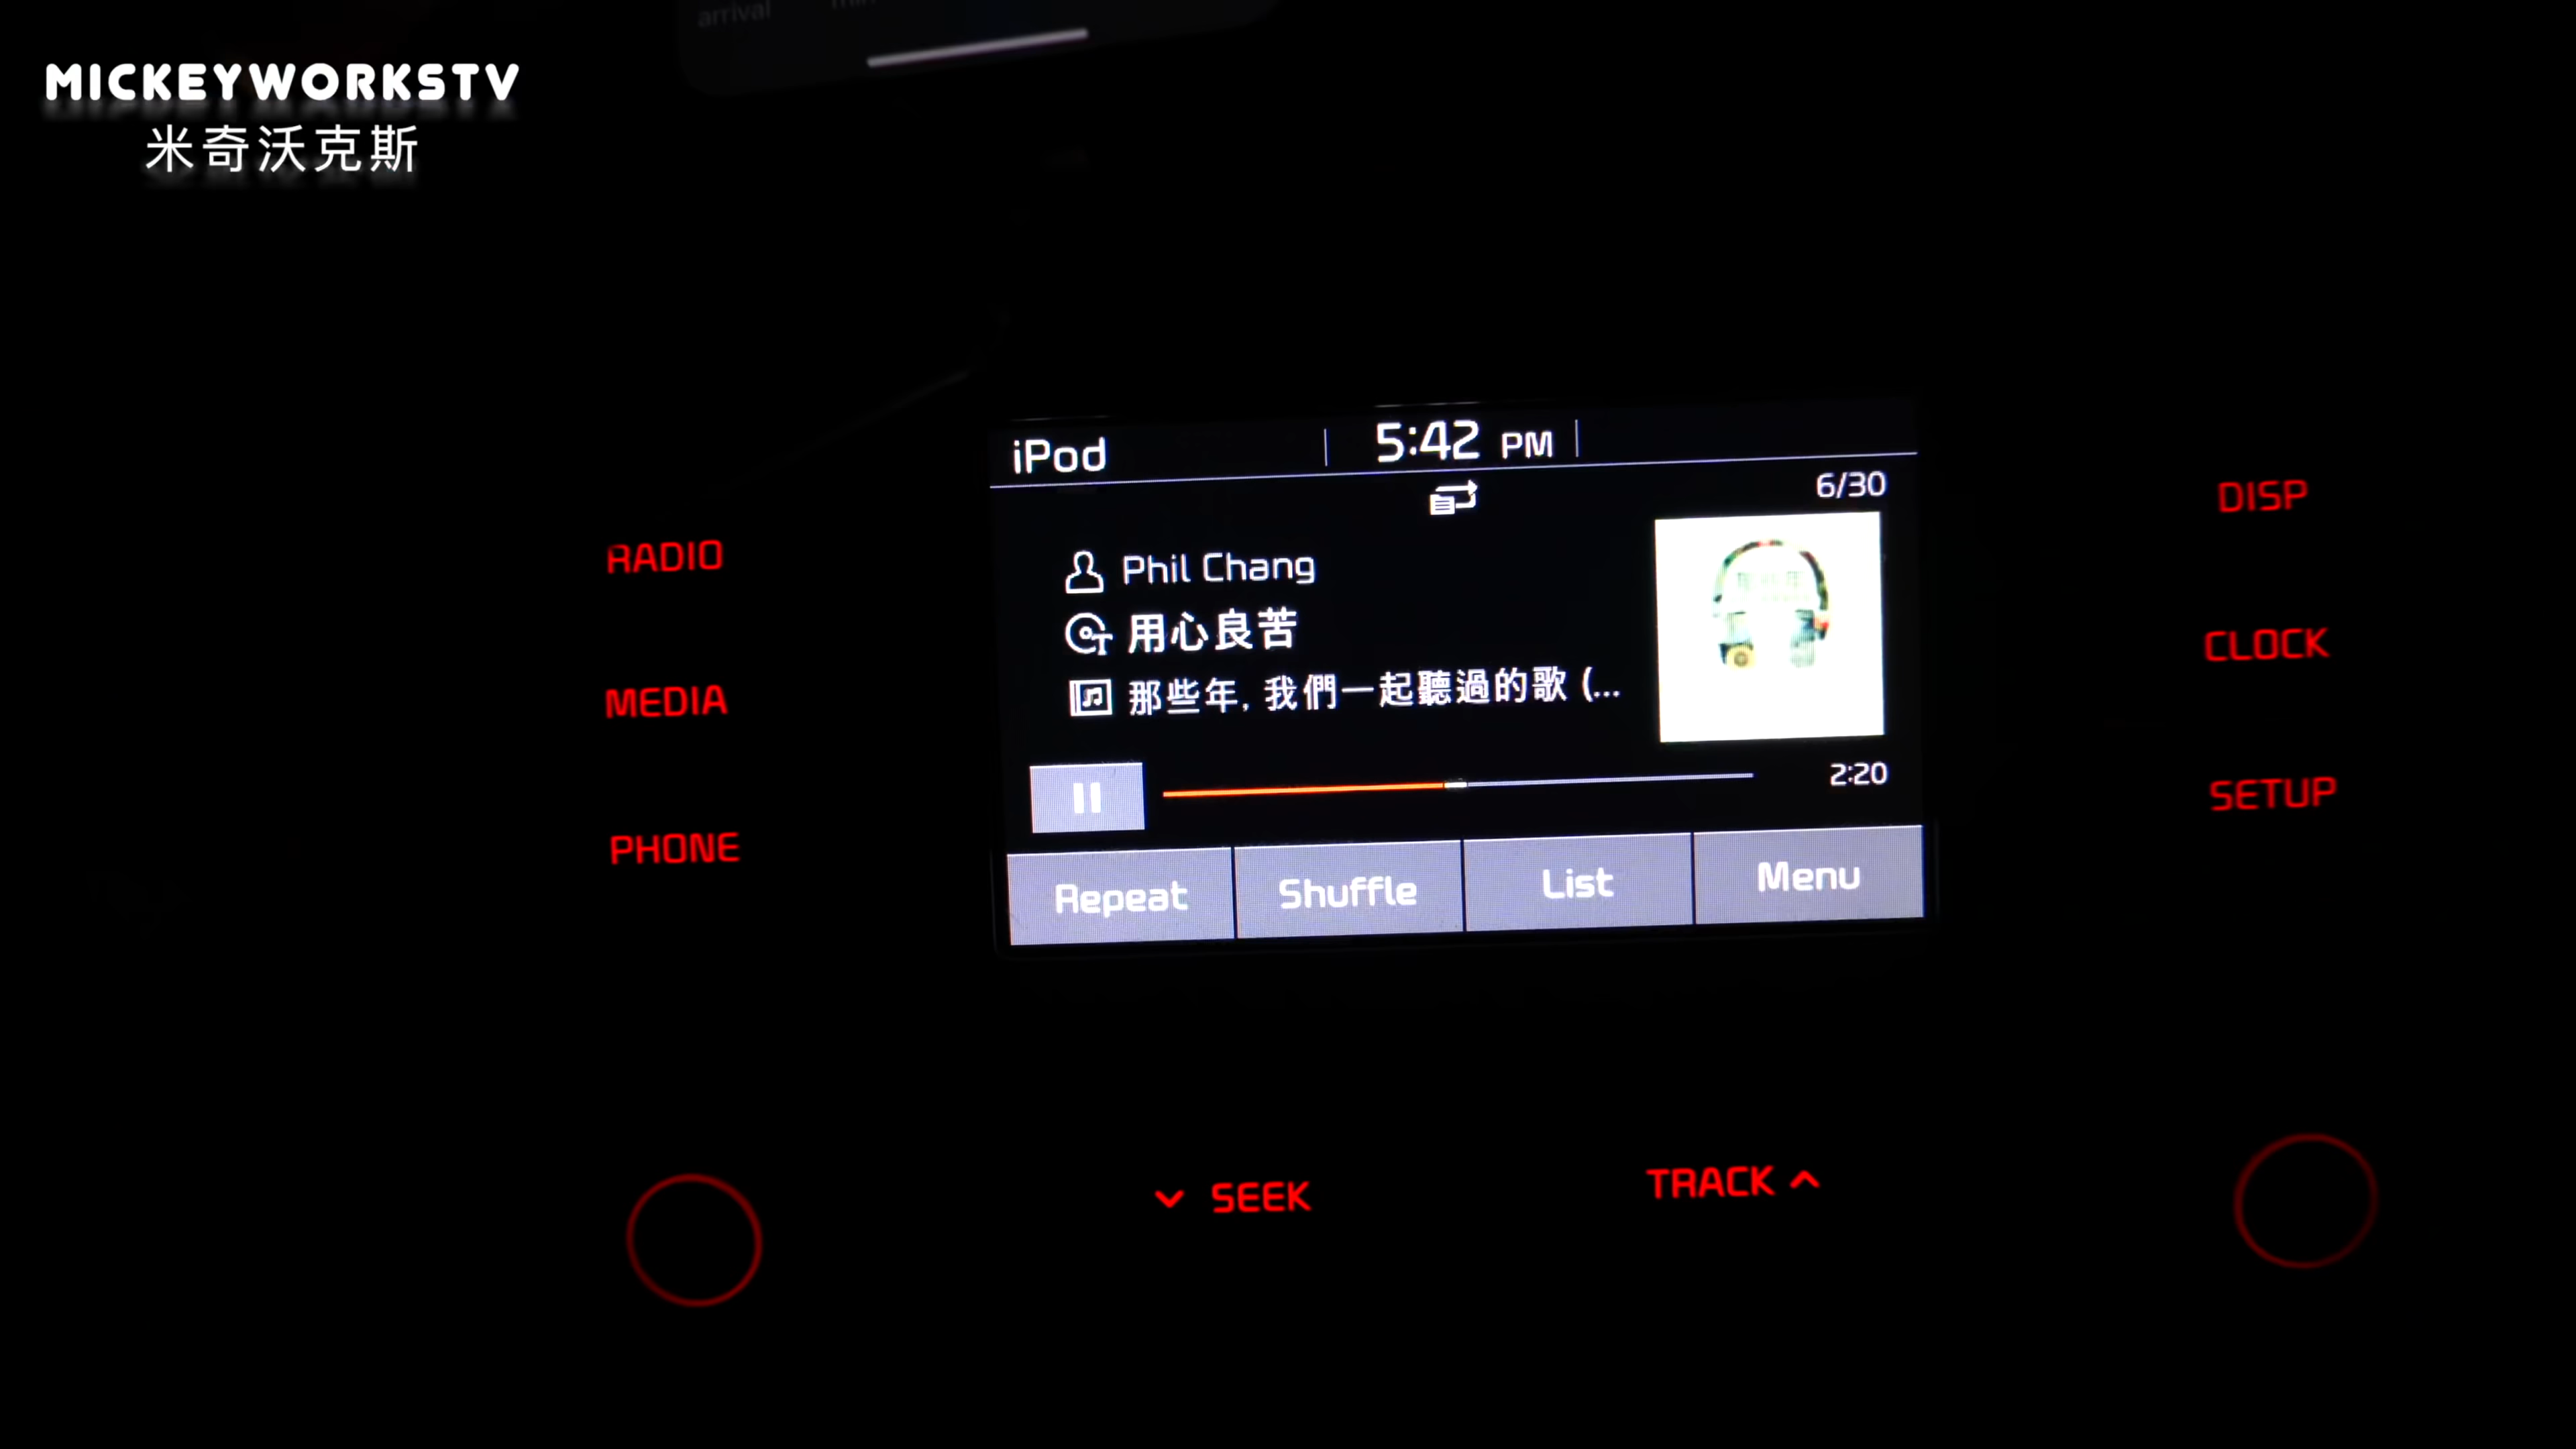 arrival
MICKEYWORKSTV
米奇沃克斯
iPod
5:42 PM
6/30
Phil Chang
用心良苦
那些年, 我們一起聽過的歌 (...
2:20
Repeat
Shuffle
List
Menu
RADIO
MEDIA
PHONE
DISP
CLOCK
SETUP
SEEK
TRACK